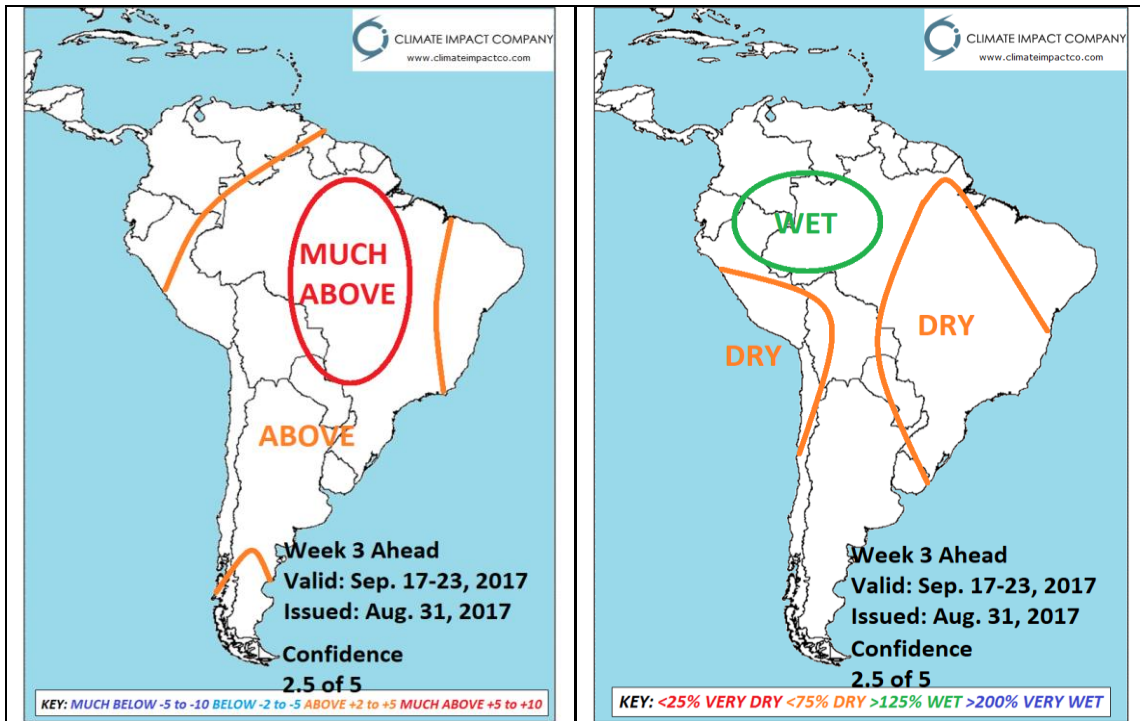 CLIMATE IMPACT COMPANY
www.climateimpactco.com
MUCH
ABOVE
ABOVE
Week 3 Ahead
Valid: Sep. 17-23, 2017
Issued: Aug. 31, 2017
Confidence
2.5 of 5
KEY: MUCH BELOW -5 to -10 BELOW -2 to -5 ABOVE +2 to +5 MUCH ABOVE +5 to +10
CLIMATE IMPACT COMPANY
www.climateimpactco.com
WET
DRY
DRY
Week 3 Ahead
Valid: Sep. 17-23, 2017
Issued: Aug. 31, 2017
Confidence
2.5 of 5
KEY: <25% VERY DRY <75% DRY >125% WET >200% VERY WET